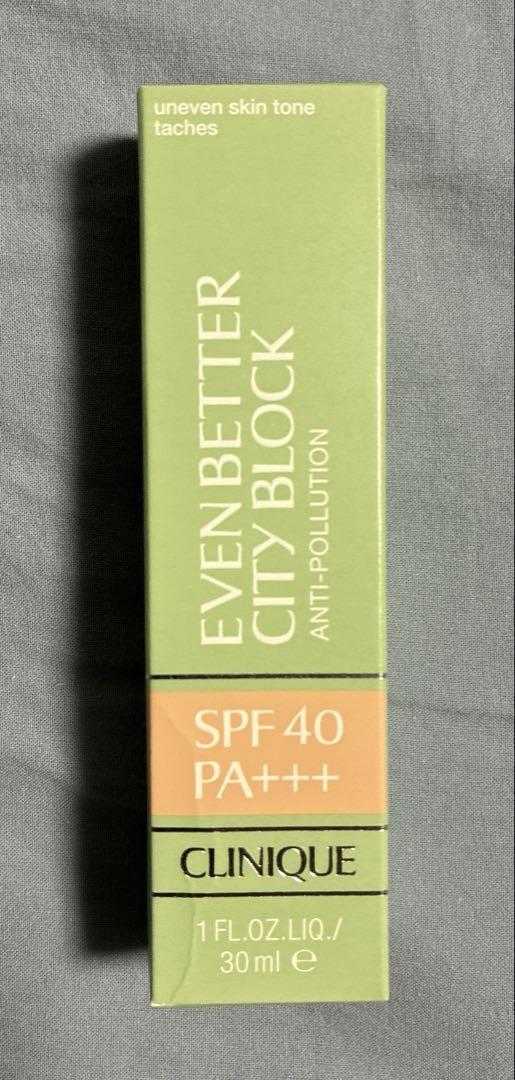 uneven skin tone
taches
EVEN BETTER
CITY BLOCK
ANTI-POLLUTION
SPF 40
PA+++
CLINIQUE
1 FL.OZ.LIQ./
30 ml ℮